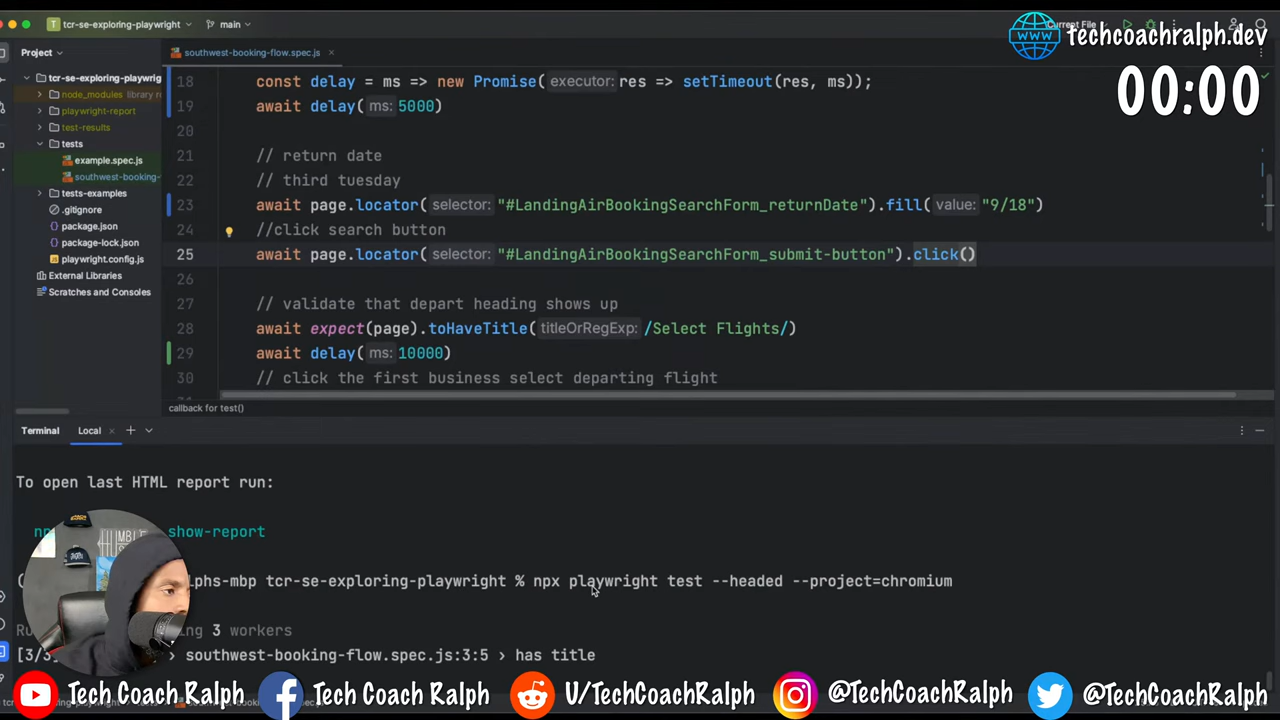 tcr-se-exploring-playwright
main
Current File
techcoachralph.dev
00:00
Project
southwest-booking-flow.spec.js
tcr-se-exploring-playwrig
node_modules library ro
playwright-report
test-results
tests
example.spec.js
southwest-booking-
tests-examples
.gitignore
package.json
package-lock.json
playwright.config.js
External Libraries
Scratches and Consoles
18 const delay = ms => new Promise( executor: res => setTimeout(res, ms));
19 await delay( ms: 5000)
20
21 // return date
22 // third tuesday
23 await page.locator( selector: "#LandingAirBookingSearchForm_returnDate").fill( value: "9/18")
24 //click search button
25 await page.locator( selector: "#LandingAirBookingSearchForm_submit-button").click()
26
27 // validate that depart heading shows up
28 await expect(page).toHaveTitle( titleOrRegExp: /Select Flights/)
29 await delay( ms: 10000)
30 // click the first business select departing flight
callback for test()
Terminal Local
To open last HTML report run:
show-report
lphs-mbp tcr-se-exploring-playwright % npx playwright test --headed --project=chromium
ing 3 workers
[3/3] › southwest-booking-flow.spec.js:3:5 › has title
Tech Coach Ralph
Tech Coach Ralph
U/TechCoachRalph
@TechCoachRalph
@TechCoachRalph